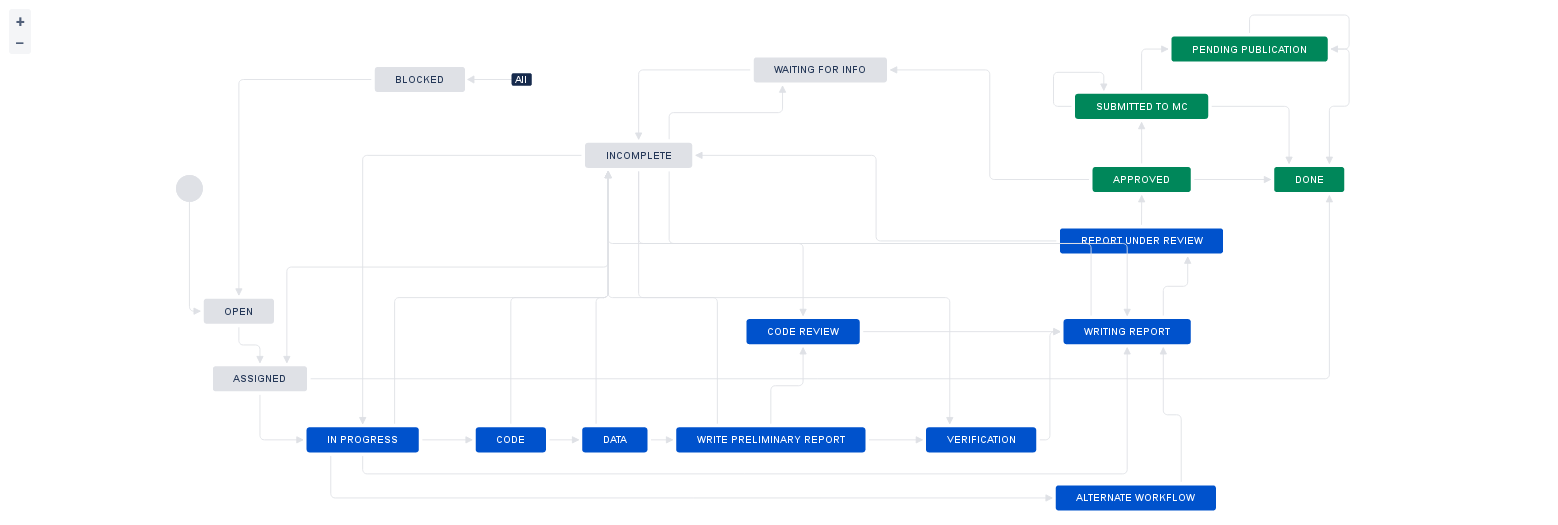 +
−
PENDING PUBLICATION
WAITING FOR INFO
BLOCKED
All
SUBMITTED TO MC
INCOMPLETE
APPROVED
DONE
REPORT UNDER REVIEW
OPEN
CODE REVIEW
WRITING REPORT
ASSIGNED
IN PROGRESS
CODE
DATA
WRITE PRELIMINARY REPORT
VERIFICATION
ALTERNATE WORKFLOW